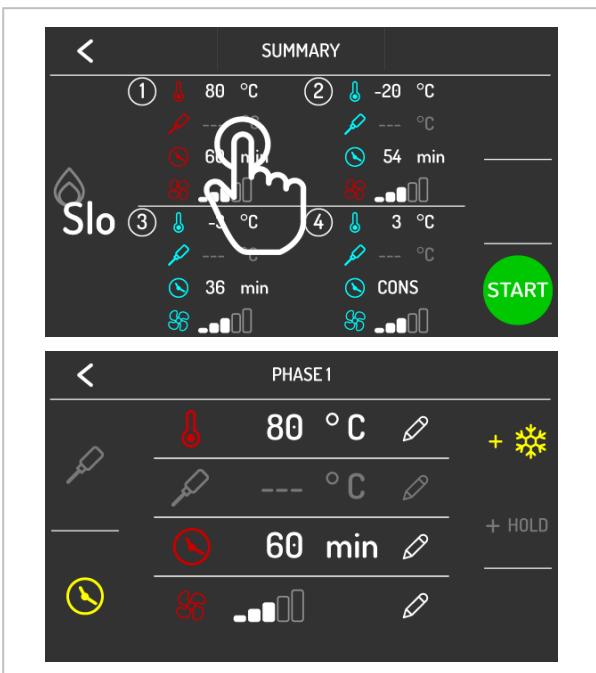 SUMMARY
1 80 °C 2 -20 °C
--- °C --- °C
60 min 54 min
Slo 3 -3 °C 4 3 °C
--- °C --- °C
36 min CONS START
PHASE 1
80 °C
+
--- °C
+ HOLD
60 min